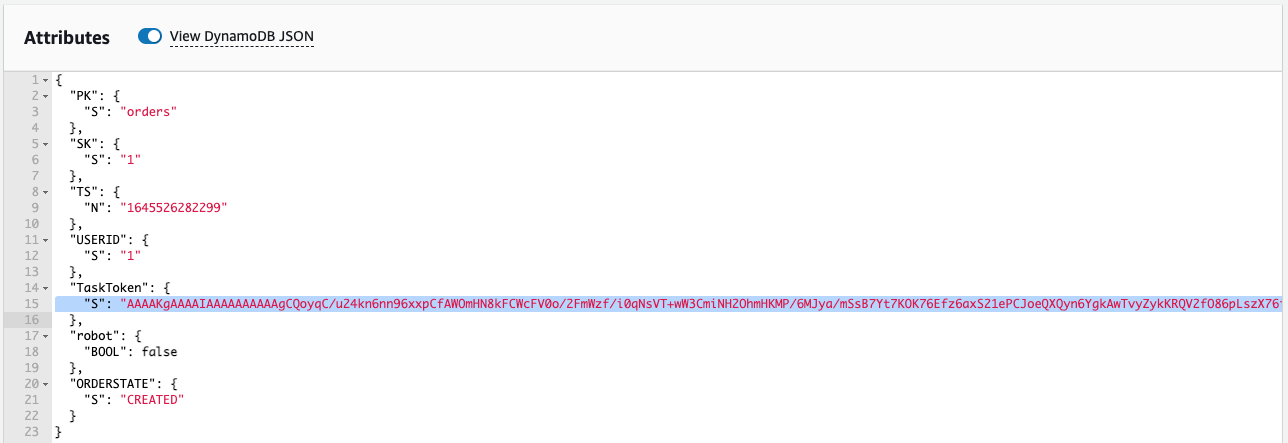 Attributes View DynamoDB JSON
1 {
2 "PK": {
3 "S": "orders"
4 },
5 "SK": {
6 "S": "1"
7 },
8 "TS": {
9 "N": "1645526282299"
10 },
11 "USERID": {
12 "S": "1"
13 },
14 "TaskToken": {
15 "S": "AAAAKgAAAAIAAAAAAAAAAgCQoyqC/u24kn6nn96xxpCfAWOmHN8kFCWcFV0o/2FmWzf/i0qNsVT+wW3CmiNH2OhmHKMP/6MJya/mSsB7Yt7KOK76Efz6axS21ePCJoeQXQyn6YgkAwTvyZykKRQV2fO86pLszX76
16 },
17 "robot": {
18 "BOOL": false
19 },
20 "ORDERSTATE": {
21 "S": "CREATED"
22 }
23 }